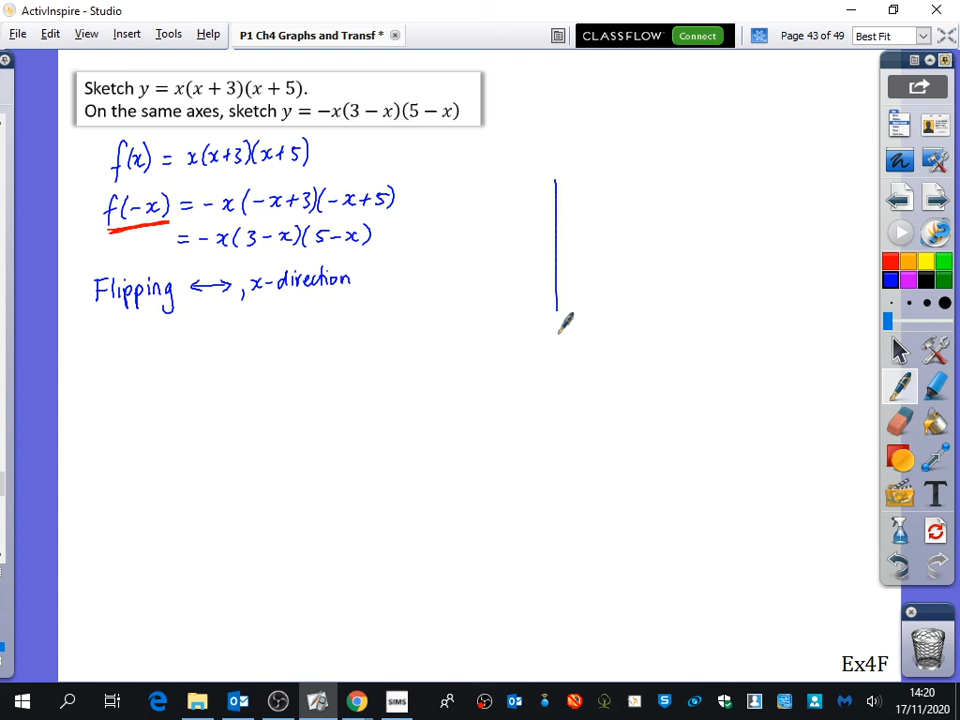 ActivInspire
File Edit View Insert Tools Help P1 Ch4 Graphs and Transf * CLASSFLOW Connect Page 43 of 49 Best Fit
Sketch y = x(x + 3)(x + 5).
On the same axes, sketch y = −x(3 − x)(5 − x)
f(x) = x(x+3)(x+5)
f(−x) = − x(−x+3)(−x+5)
= − x(3−x)(5−x)
Flipping ↔, x-direction
Ex4F
SIMS
14:20
17/11/2020